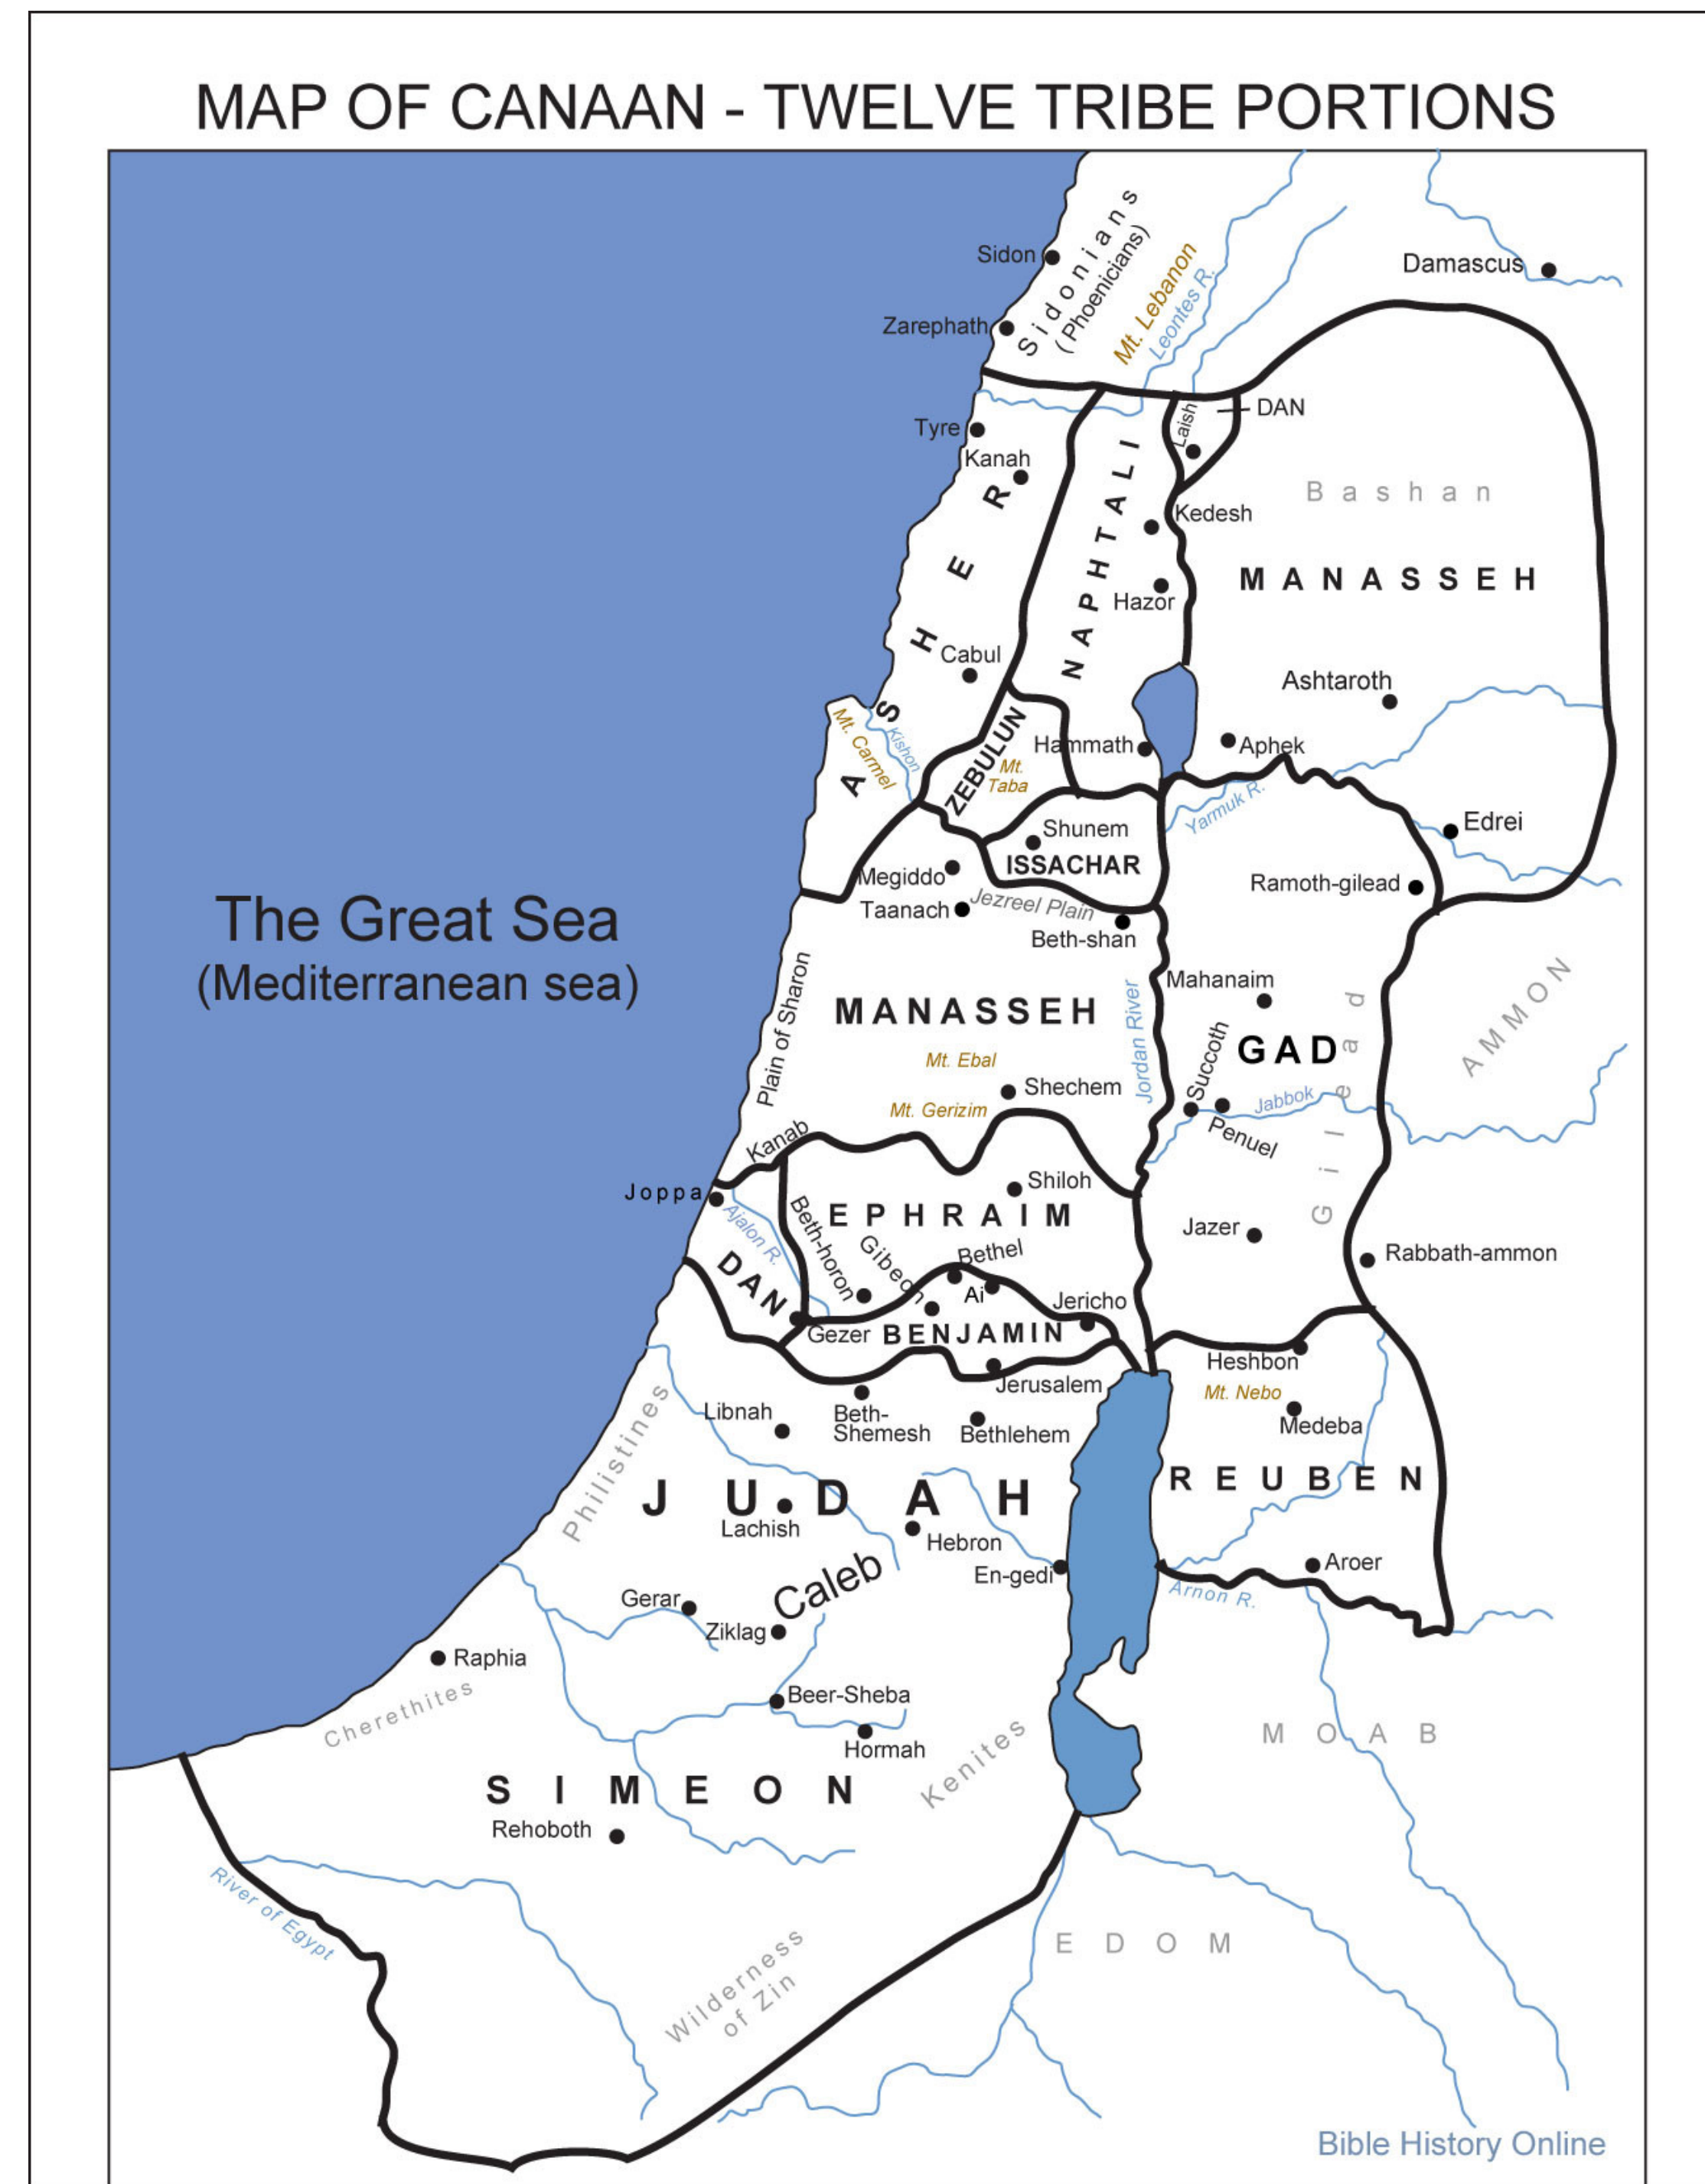 MAP OF CANAAN - TWELVE TRIBE PORTIONS
Sidonians
(Phoenicians)
Sidon
Mt. Lebanon
Leontes R.
Damascus
Zarephath
DAN
Laish
Tyre
Kanah
Bashan
Kedesh
ASHER
NAPHTALI
MANASSEH
Hazor
Cabul
Ashtaroth
Mt. Carmel
Kishon
ZEBULUN
Hammath
Aphek
Mt.
Taba
Yarmuk R.
Shunem
Edrei
ISSACHAR
Megiddo
Ramoth-gilead
Taanach
Jezreel Plain
Beth-shan
The Great Sea
(Mediterranean sea)
Plain of Sharon
MANASSEH
Mahanaim
Jordan River
GAD
Gilead
AMMON
Mt. Ebal
Succoth
Shechem
Mt. Gerizim
Jabbok
Penuel
Kanab
Joppa
Shiloh
Ajalon R.
EPHRAIM
Beth-horon
Gibeon
Bethel
Jazer
Rabbath-ammon
DAN
Ai
Jericho
Gezer
BENJAMIN
Heshbon
Jerusalem
Mt. Nebo
Libnah
Beth-
Shemesh
Bethlehem
Medeba
Philistines
JUDAH
REUBEN
Lachish
Hebron
En-gedi
Aroer
Caleb
Arnon R.
Gerar
Ziklag
Raphia
Cherethites
Beer-Sheba
Hormah
Kenites
MOAB
SIMEON
Rehoboth
River of Egypt
Wilderness
of Zin
EDOM
Bible History Online